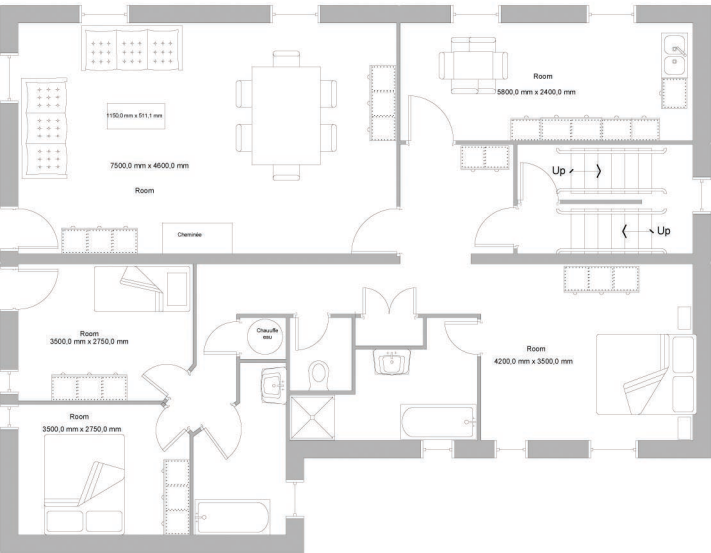 Room
5800,0 mm x 2400,0 mm
1150,0 mm x 511,1 mm
7500,0 mm x 4600,0 mm
Room
Up
Up
Cheminée
Chauuffe
eau
Room
3500,0 mm x 2750,0 mm
Room
4200,0 mm x 3500,0 mm
Room
3500,0 mm x 2750,0 mm